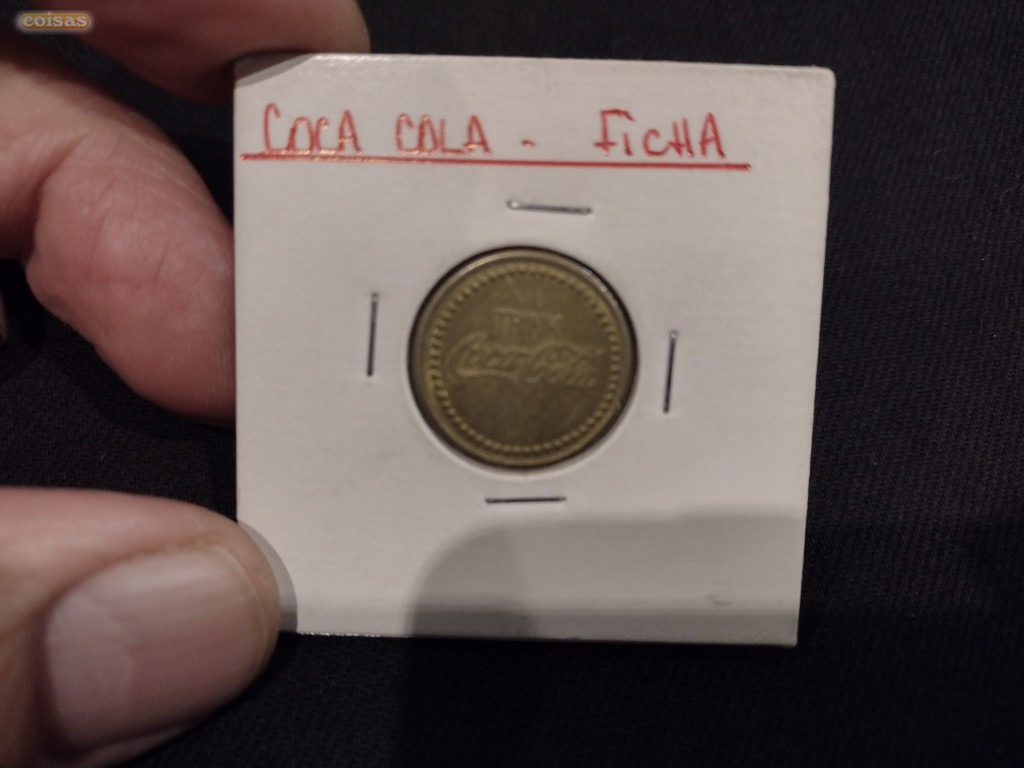 coisas
COCA COLA - FICHA
DRINK
Coca-Cola